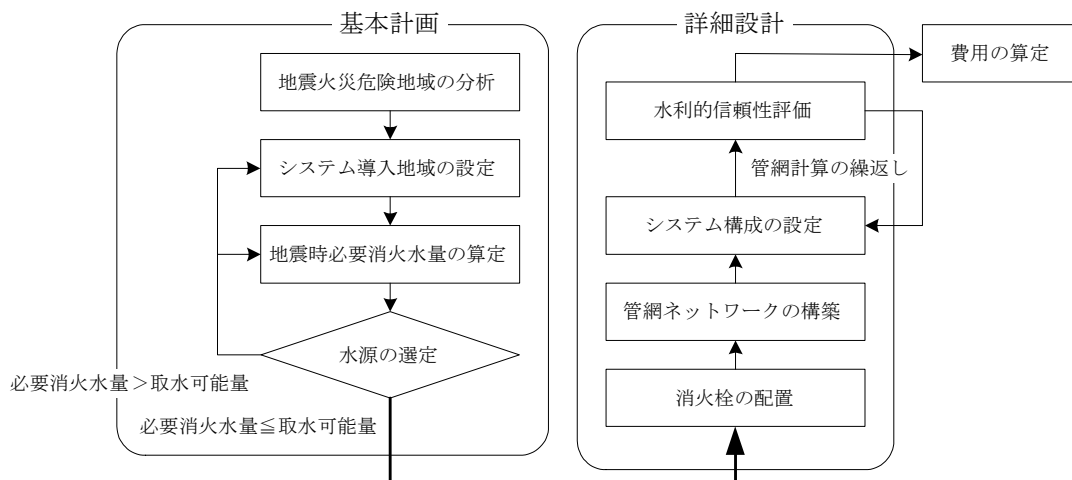 基本計画
地震火災危険地域の分析
システム導入地域の設定
地震時必要消火水量の算定
水源の選定
必要消火水量＞取水可能量
必要消火水量≦取水可能量
詳細設計
水利的信頼性評価
管網計算の繰返し
システム構成の設定
管網ネットワークの構築
消火栓の配置
費用の算定